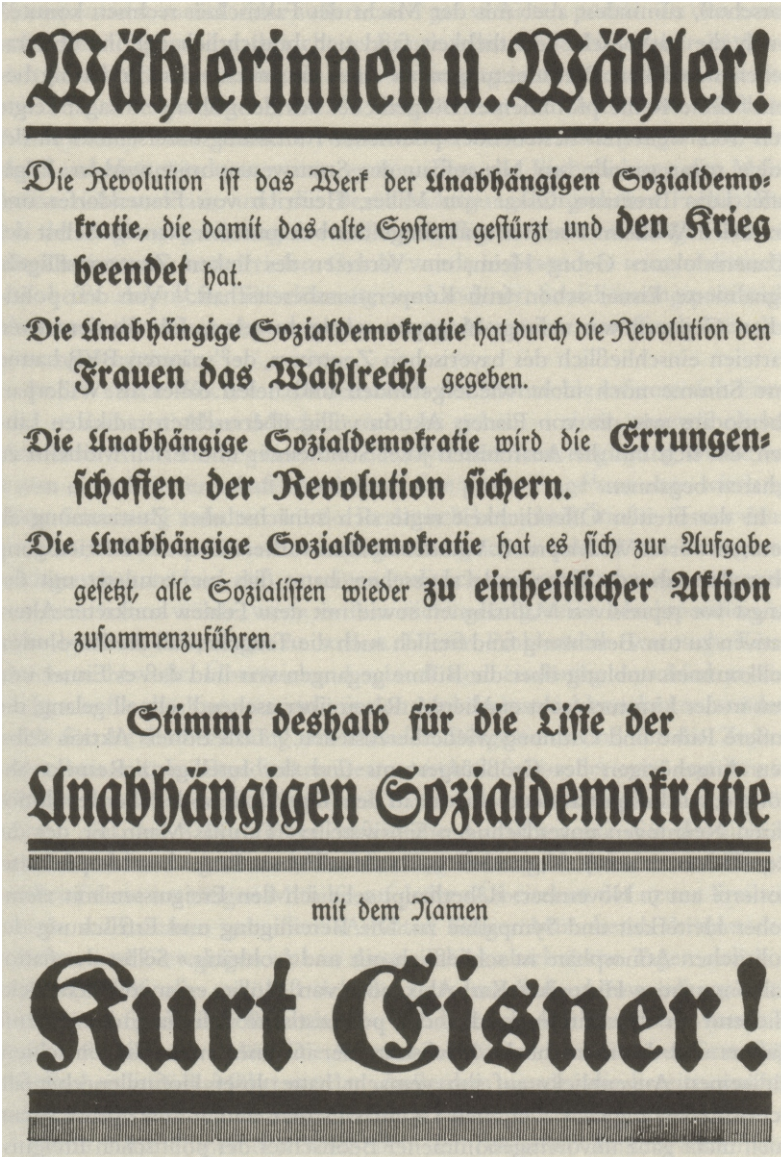 Wählerinnen u. Wähler!
Die Revolution ist das Werk der Unabhängigen Sozialdemo-
kratie, die damit das alte System gestürzt und den Krieg
beendet hat.
Die Unabhängige Sozialdemokratie hat durch die Revolution den
Frauen das Wahlrecht gegeben.
Die Unabhängige Sozialdemokratie wird die Errungen-
schaften der Revolution sichern.
Die Unabhängige Sozialdemokratie hat es sich zur Aufgabe
gesetzt, alle Sozialisten wieder zu einheitlicher Aktion
zusammenzuführen.
Stimmt deshalb für die Liste der
Unabhängigen Sozialdemokratie
mit dem Namen
Kurt Eisner!